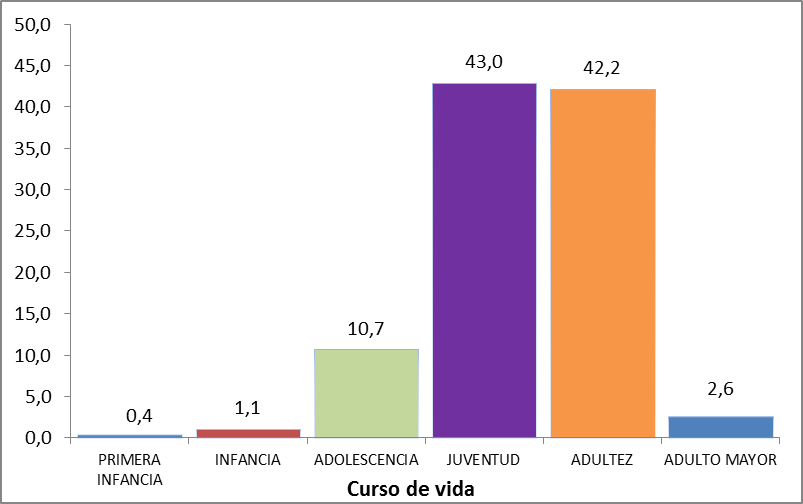 50,0
45,0
40,0
35,0
30,0
25,0
20,0
15,0
10,0
5,0
0,0
0,4
1,1
10,7
43,0
42,2
2,6
PRIMERA
INFANCIA
INFANCIA
ADOLESCENCIA
JUVENTUD
ADULTEZ
ADULTO MAYOR
Curso de vida